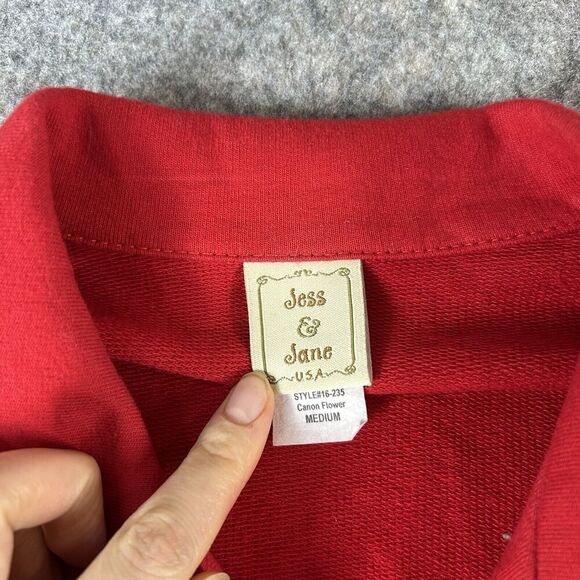 Jess
&
Jane
U.S.A.
STYLE#16-235
Canon Flower
MEDIUM